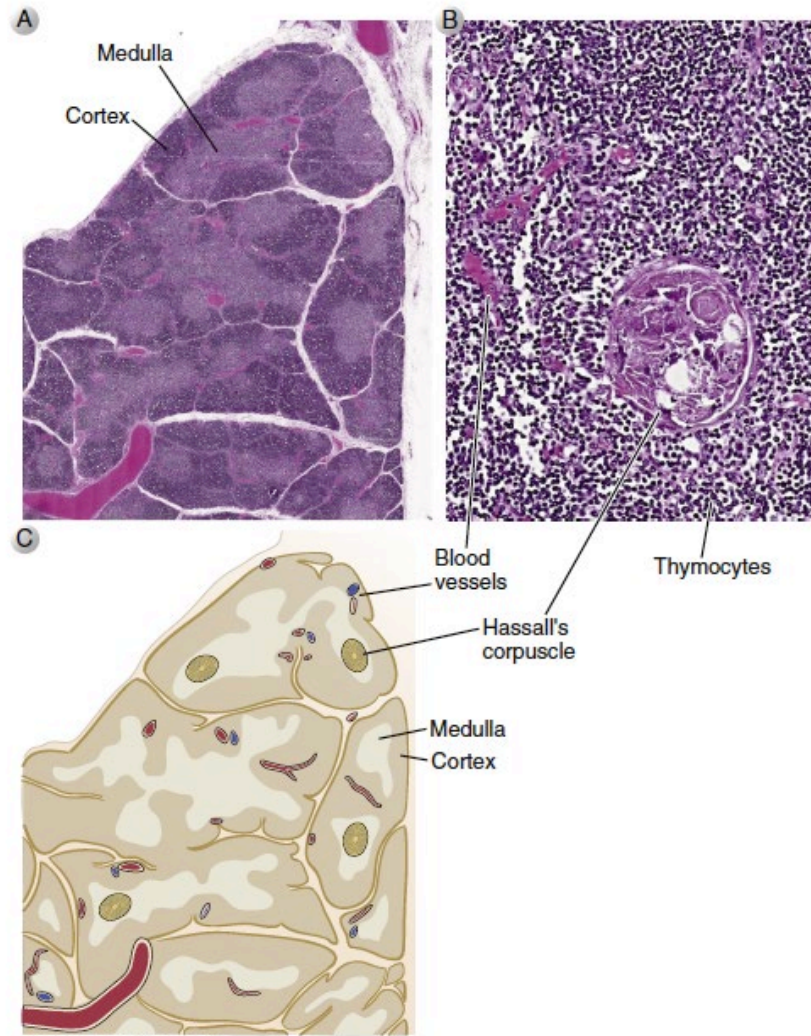 A
B
Medulla
Cortex
C
Blood
vessels
Thymocytes
Hassall's
corpuscle
Medulla
Cortex